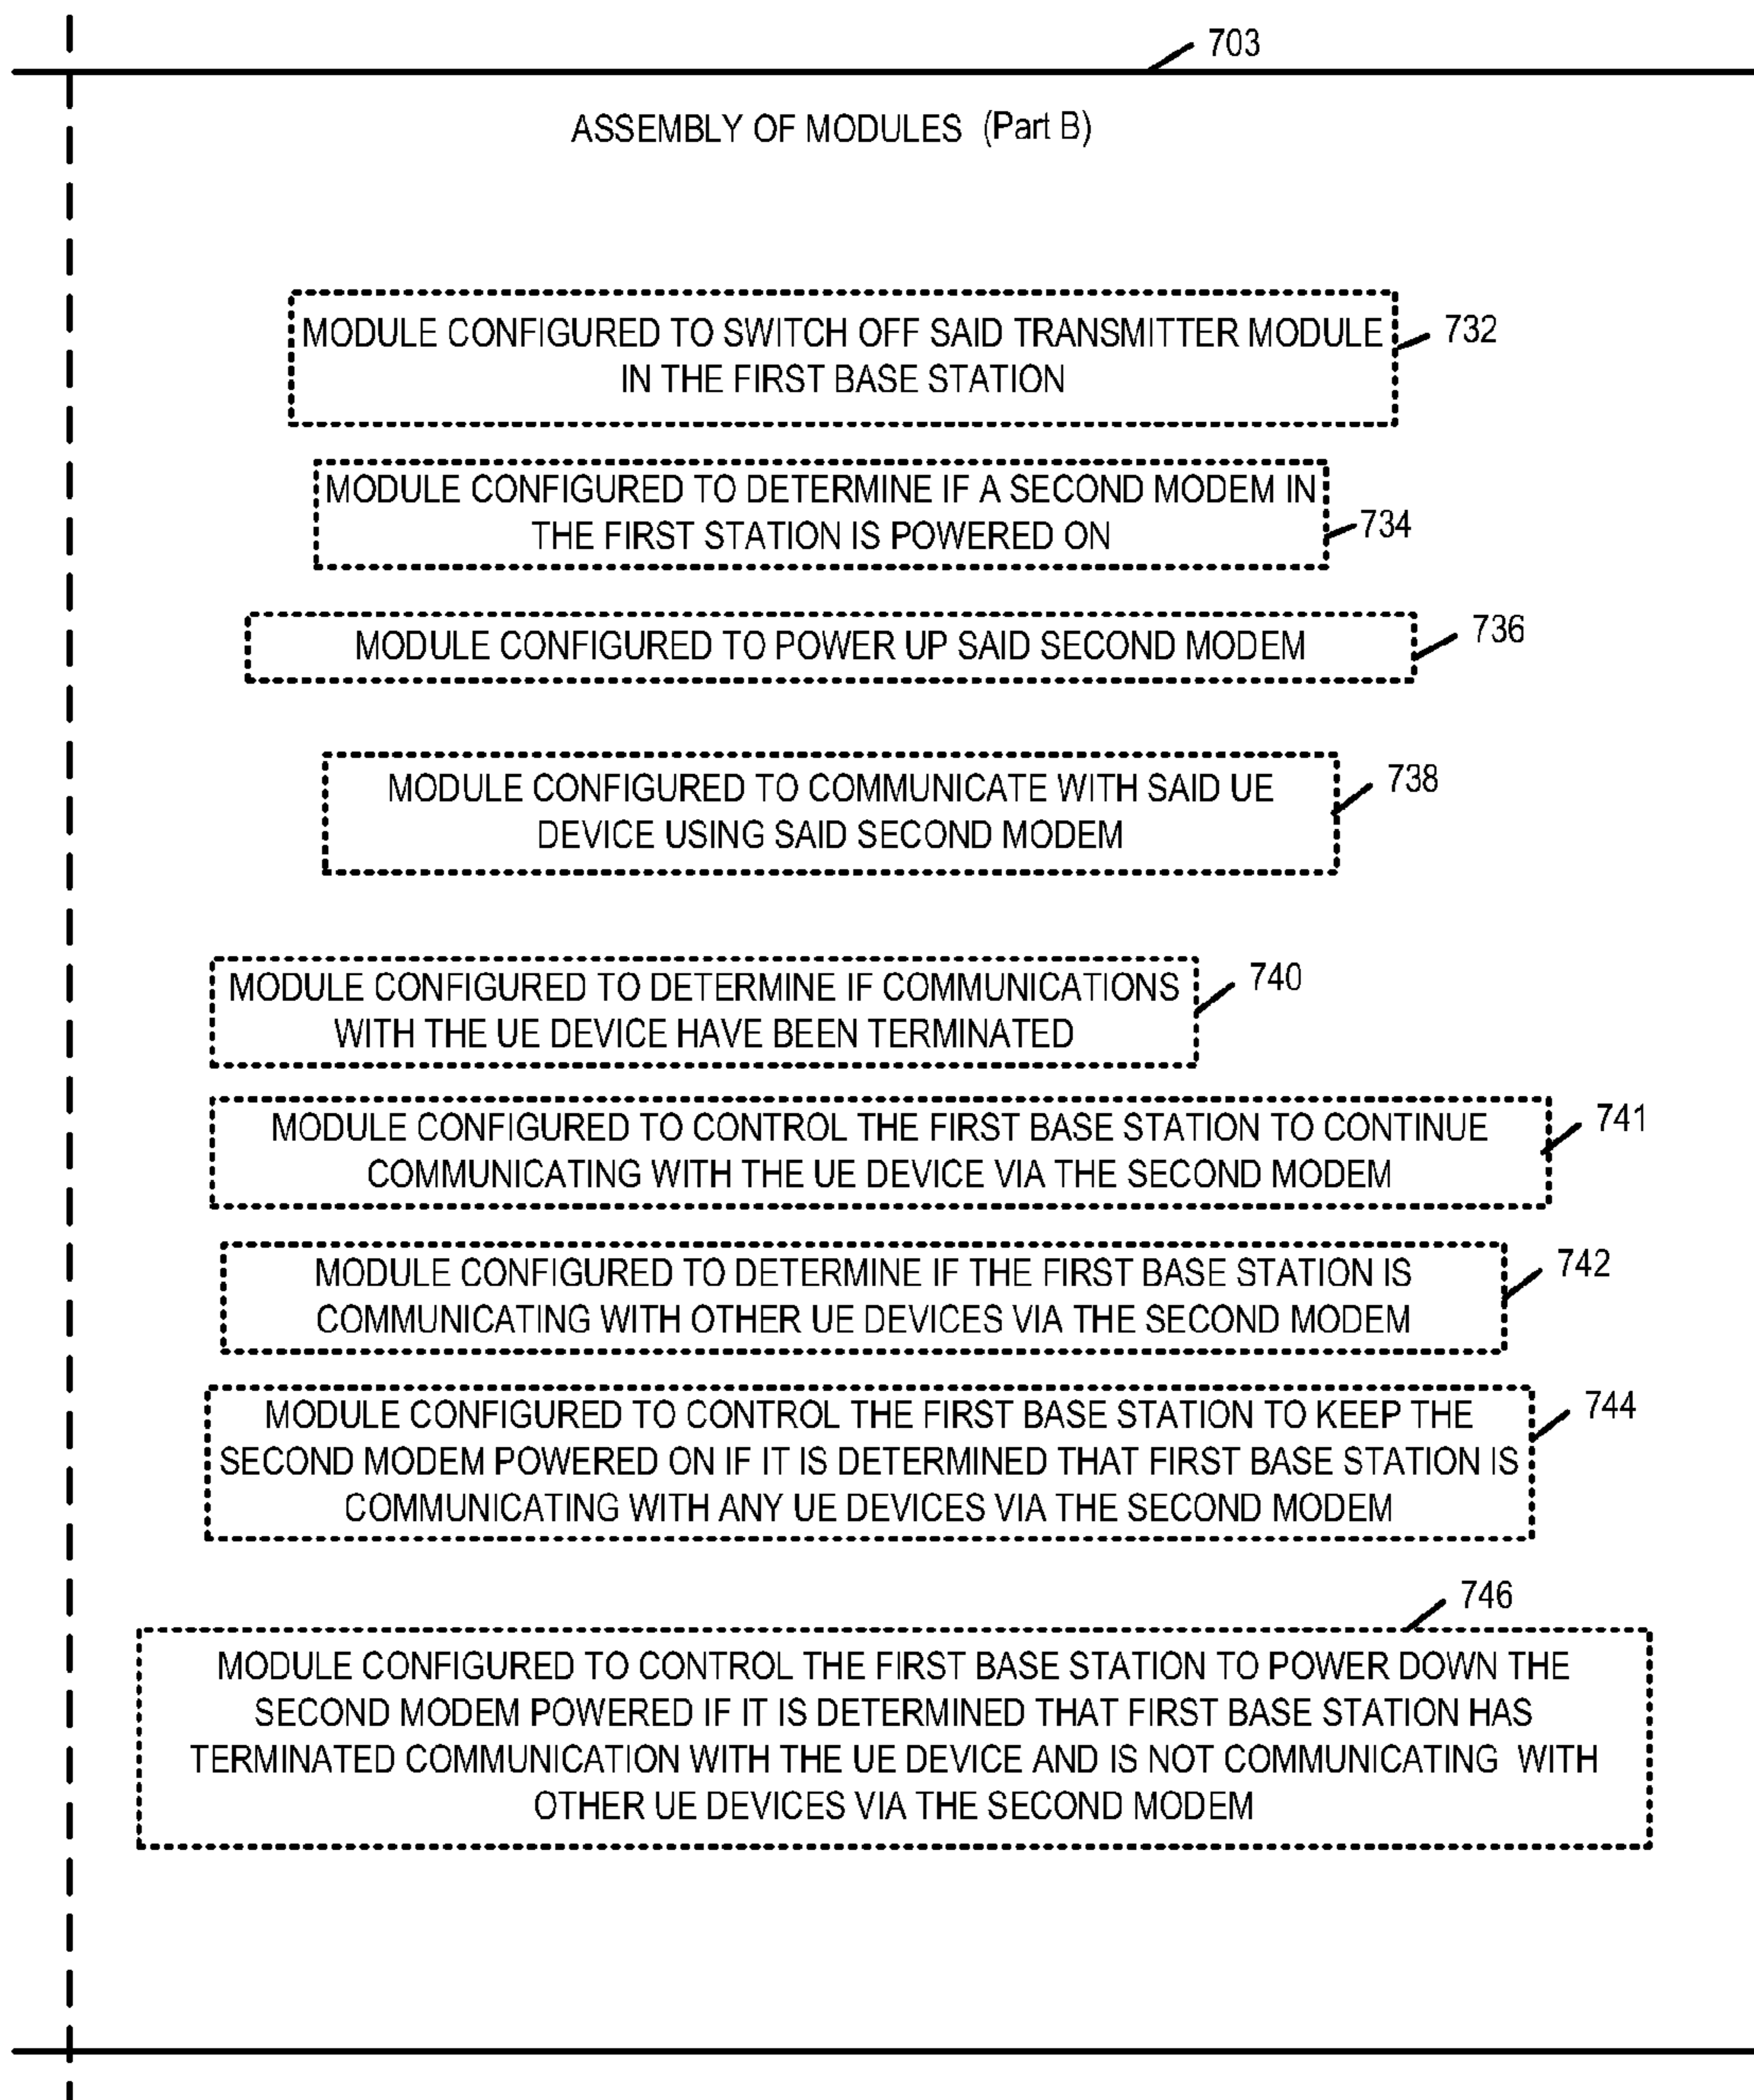 703
ASSEMBLY OF MODULES (Part B)
MODULE CONFIGURED TO SWITCH OFF SAID TRANSMITTER MODULE
IN THE FIRST BASE STATION
732
MODULE CONFIGURED TO DETERMINE IF A SECOND MODEM IN
THE FIRST STATION IS POWERED ON
734
MODULE CONFIGURED TO POWER UP SAID SECOND MODEM
736
MODULE CONFIGURED TO COMMUNICATE WITH SAID UE
DEVICE USING SAID SECOND MODEM
738
MODULE CONFIGURED TO DETERMINE IF COMMUNICATIONS
WITH THE UE DEVICE HAVE BEEN TERMINATED
740
MODULE CONFIGURED TO CONTROL THE FIRST BASE STATION TO CONTINUE
COMMUNICATING WITH THE UE DEVICE VIA THE SECOND MODEM
741
MODULE CONFIGURED TO DETERMINE IF THE FIRST BASE STATION IS
COMMUNICATING WITH OTHER UE DEVICES VIA THE SECOND MODEM
742
MODULE CONFIGURED TO CONTROL THE FIRST BASE STATION TO KEEP THE
SECOND MODEM POWERED ON IF IT IS DETERMINED THAT FIRST BASE STATION IS
COMMUNICATING WITH ANY UE DEVICES VIA THE SECOND MODEM
744
746
MODULE CONFIGURED TO CONTROL THE FIRST BASE STATION TO POWER DOWN THE
SECOND MODEM POWERED IF IT IS DETERMINED THAT FIRST BASE STATION HAS
TERMINATED COMMUNICATION WITH THE UE DEVICE AND IS NOT COMMUNICATING WITH
OTHER UE DEVICES VIA THE SECOND MODEM